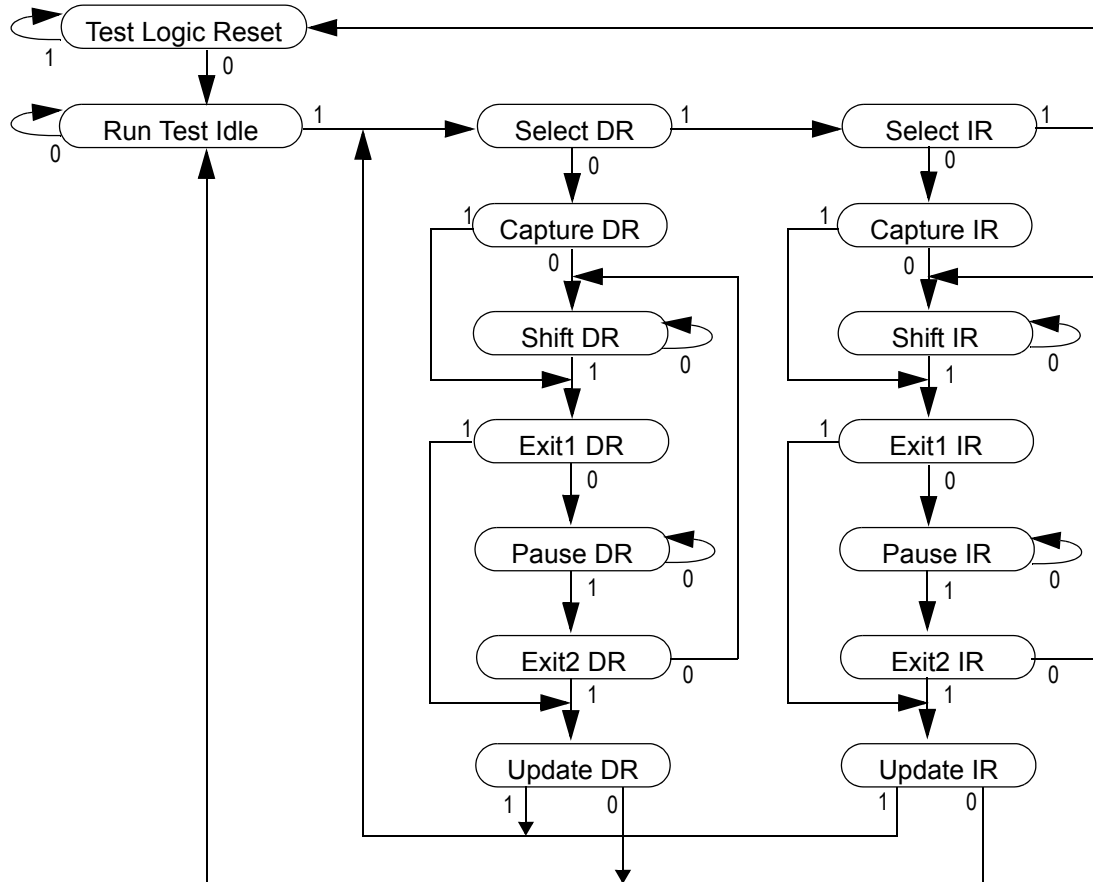 Test Logic Reset
1
0
Run Test Idle
1
Select DR
1
Select IR
1
0
0
0
1
Capture DR
1
Capture IR
0
0
Shift DR
Shift IR
0
0
1
1
1
Exit1 DR
1
Exit1 IR
0
0
Pause DR
Pause IR
0
0
1
1
Exit2 DR
Exit2 IR
0
0
1
1
Update DR
Update IR
1
0
1
0